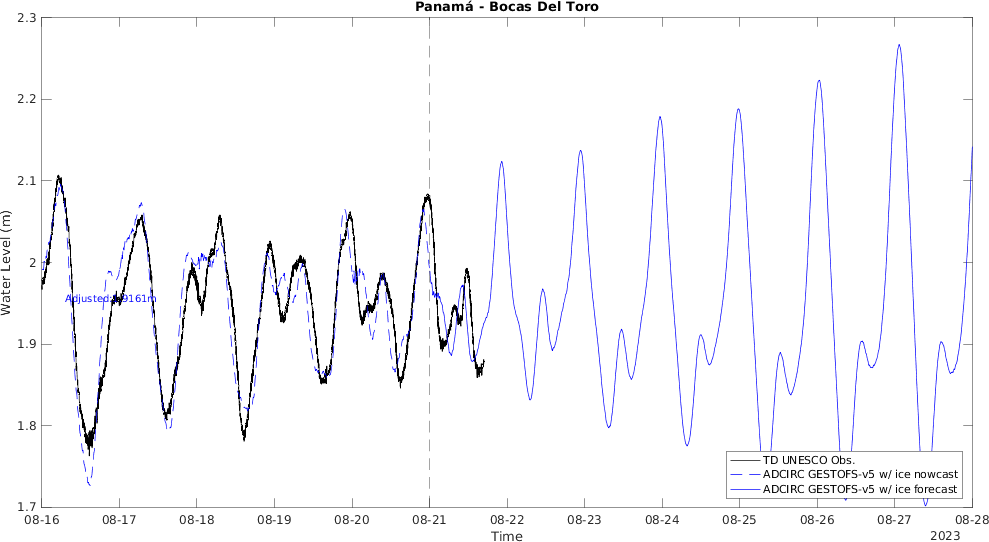 Panamá - Bocas Del Toro
2.3
2.2
2.1
2
1.9
1.8
1.7
Water Level (m)
Adjusted: 1.9161m
TD UNESCO Obs.
ADCIRC GESTOFS-v5 w/ ice nowcast
ADCIRC GESTOFS-v5 w/ ice forecast
08-16 08-17 08-18 08-19 08-20 08-21 08-22 08-23 08-24 08-25 08-26 08-27 08-28
Time
2023